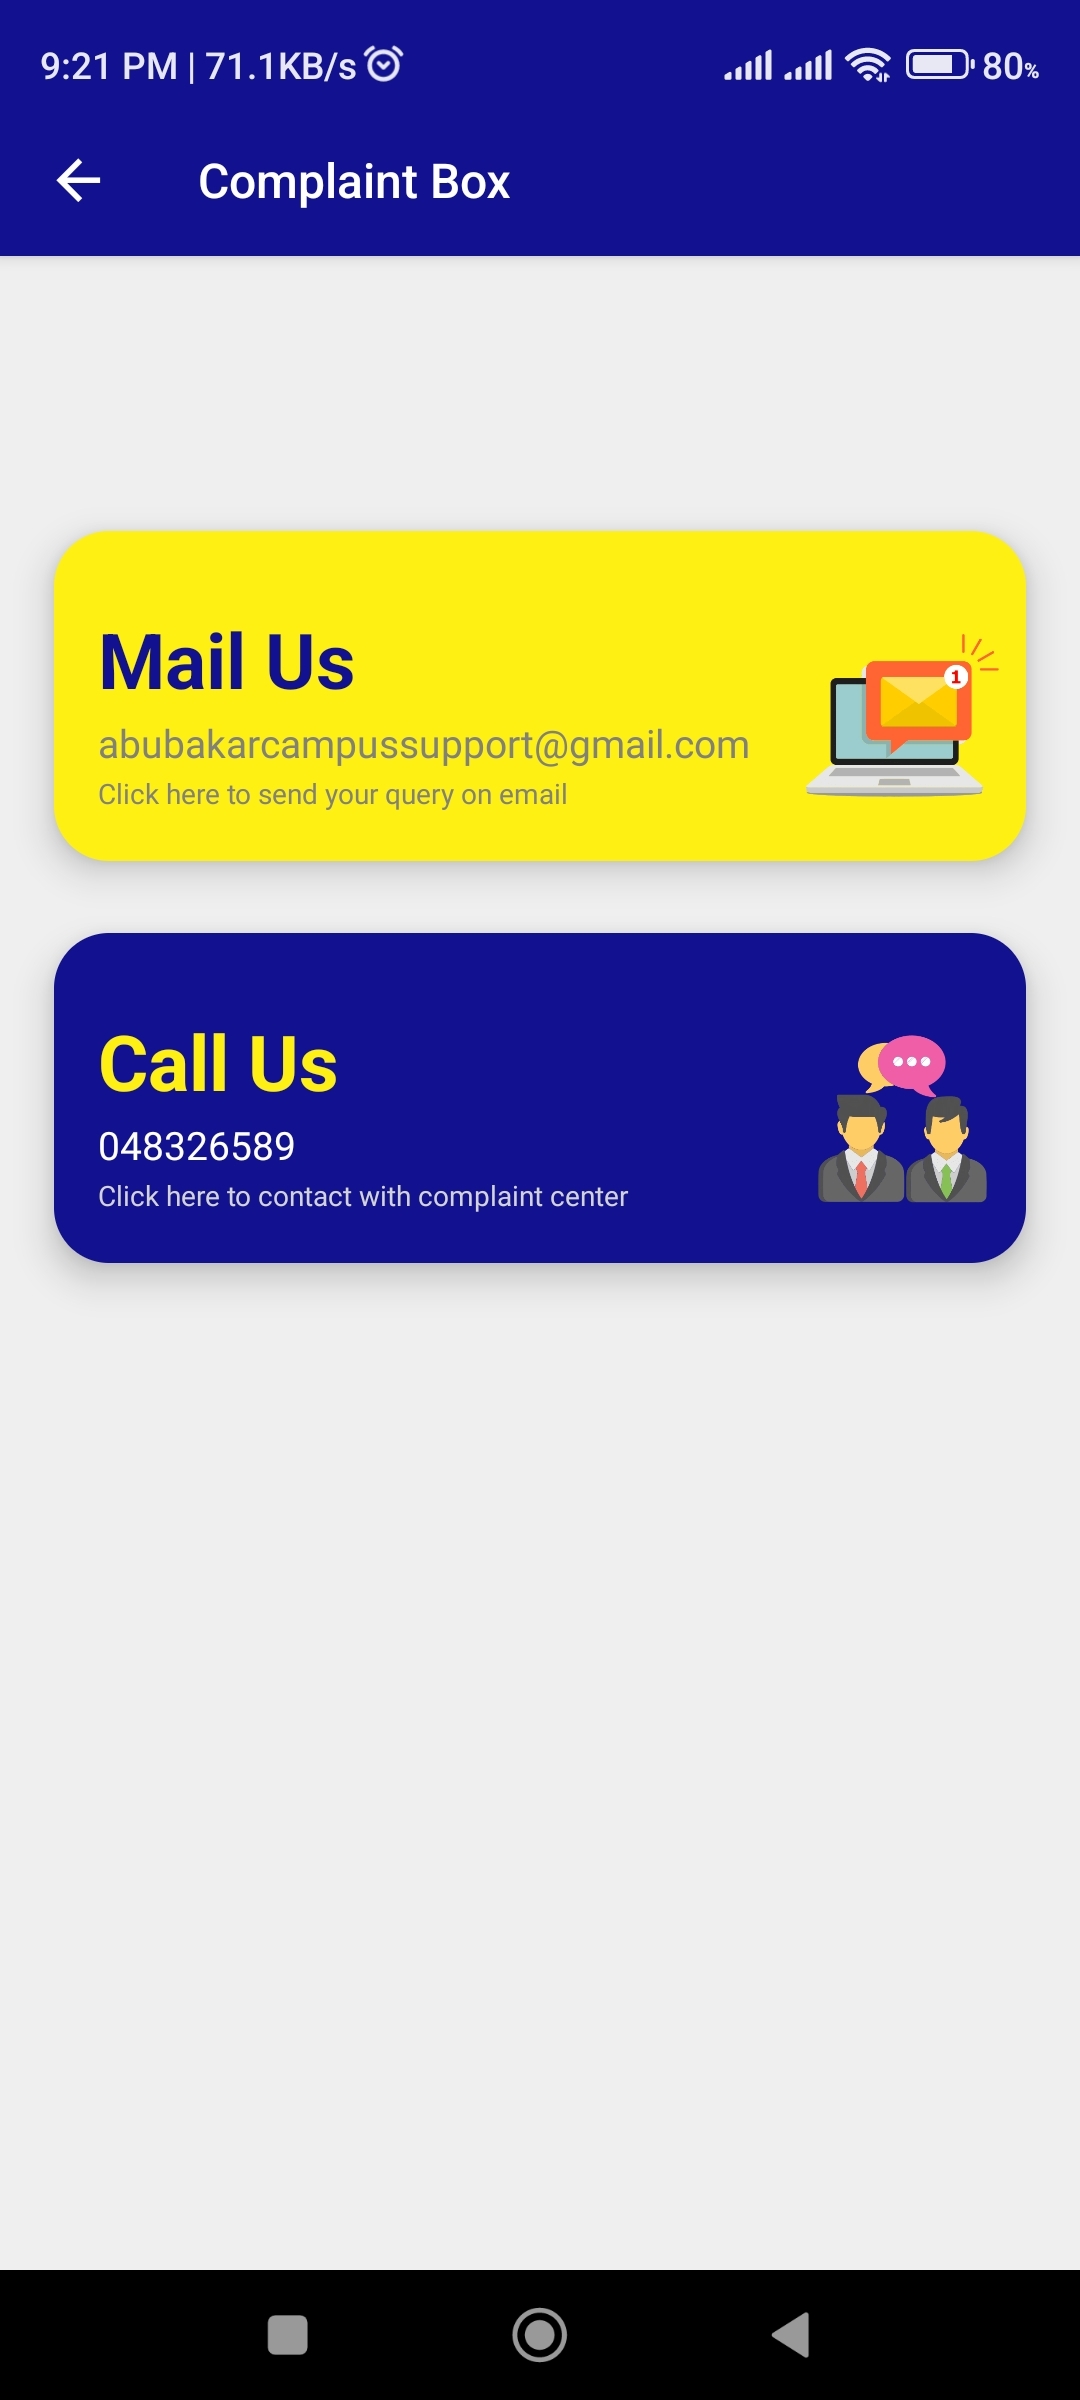 9:21 PM | 71.1KB/s 80%
Complaint Box
Mail Us
1
abubakarcampussupport@gmail.com
Click here to send your query on email
Call Us
048326589
Click here to contact with complaint center